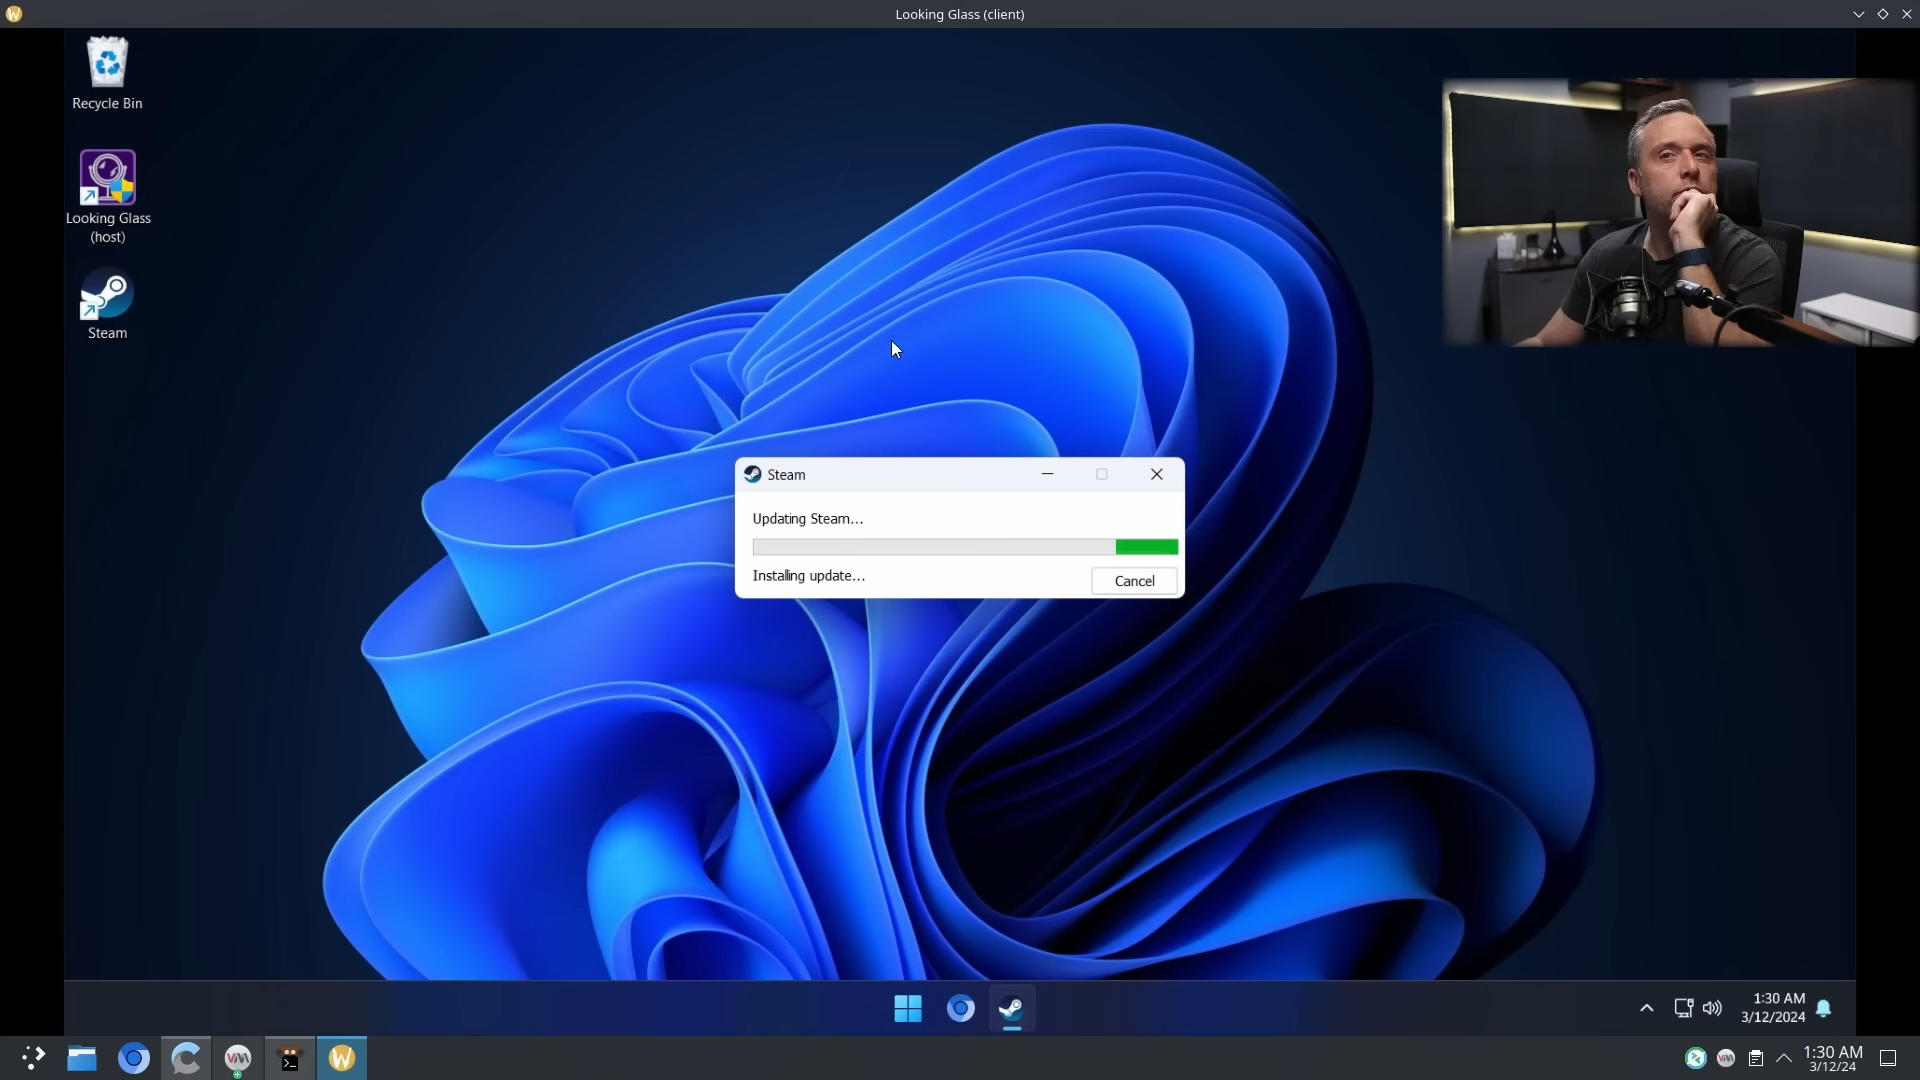 Looking Glass (client)
Recycle Bin
Looking Glass
(host)
Steam
Steam
Updating Steam...
Installing update...
Cancel
1:30 AM
3/12/2024
1:30 AM
3/12/24